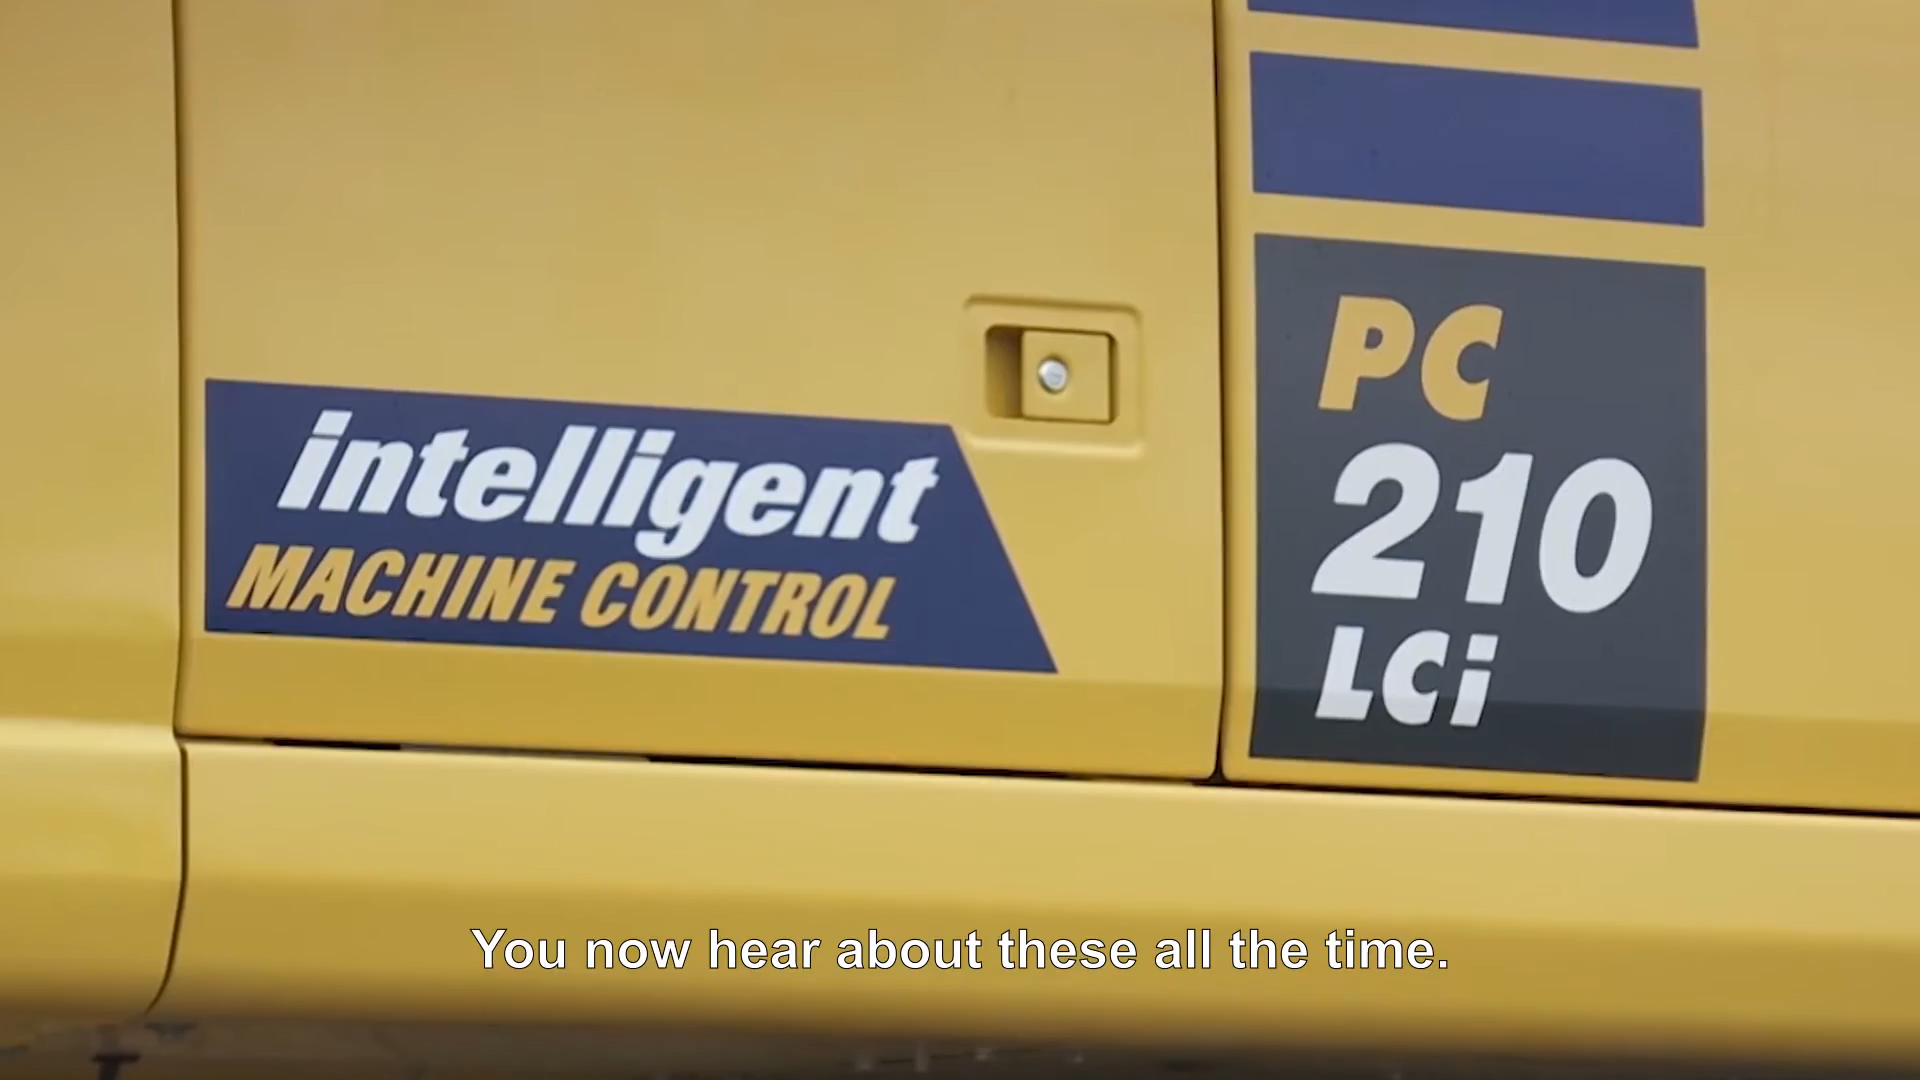 intelligent
MACHINE CONTROL
PC
210
LCi
You now hear about these all the time.